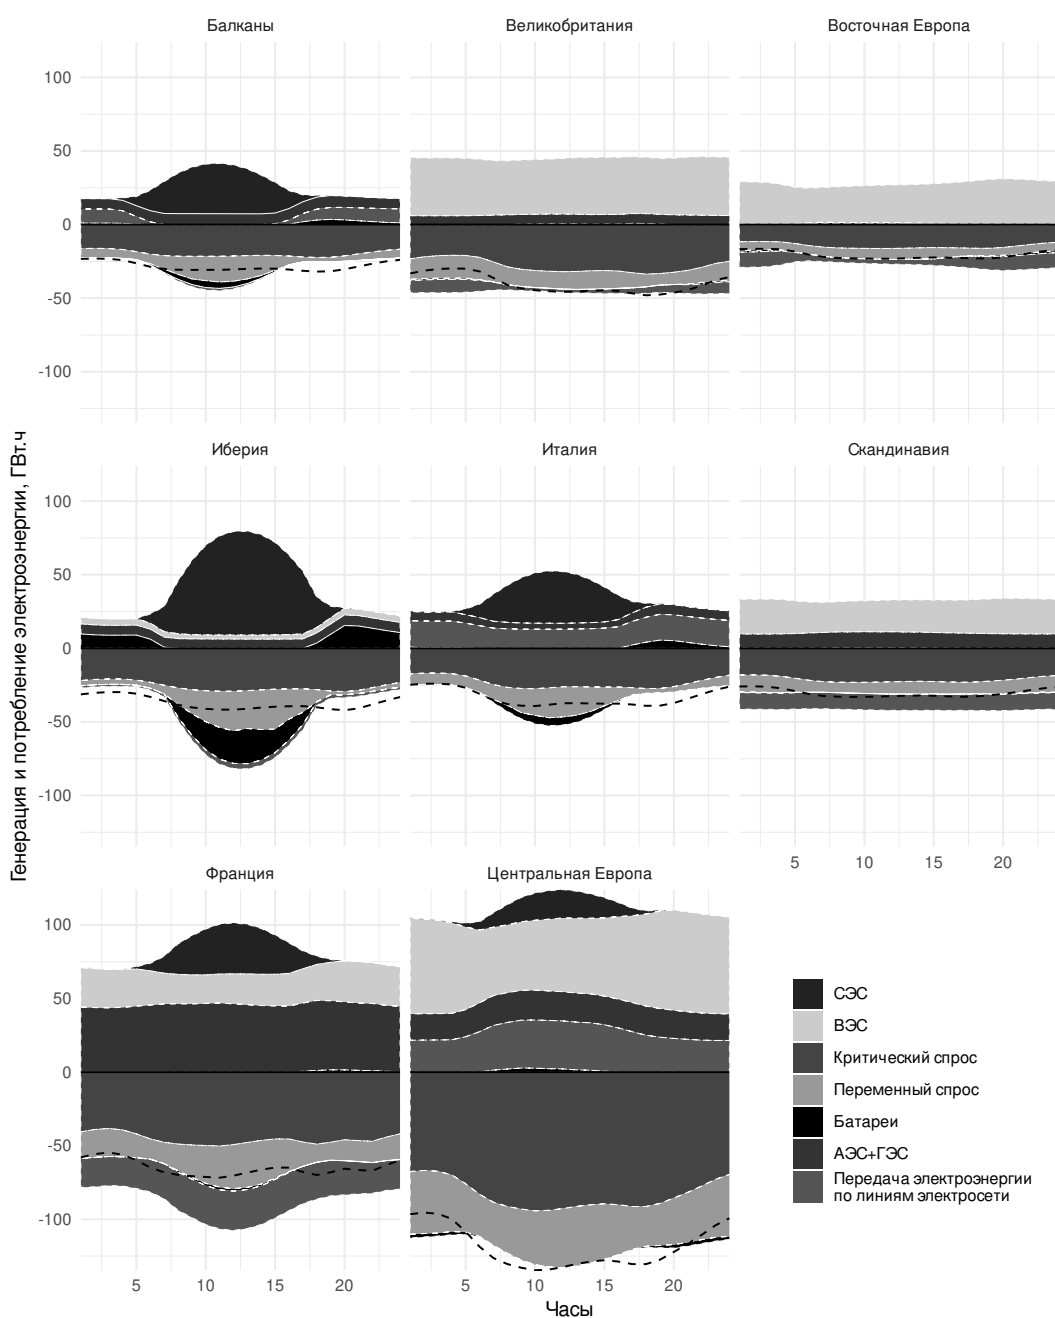 Балканы
Великобритания
Восточная Европа
100
50
0
-50
-100
Иберия
Италия
Скандинавия
100
50
0
-50
-100
5 10 15 20
Франция
Центральная Европа
100
50
0
-50
-100
5 10 15 20
5 10 15 20
Часы
Генерация и потребление электроэнергии, ГВт.ч
СЭС
ВЭС
Критический спрос
Переменный спрос
Батареи
АЭС+ГЭС
Передача электроэнергии
по линиям электросети